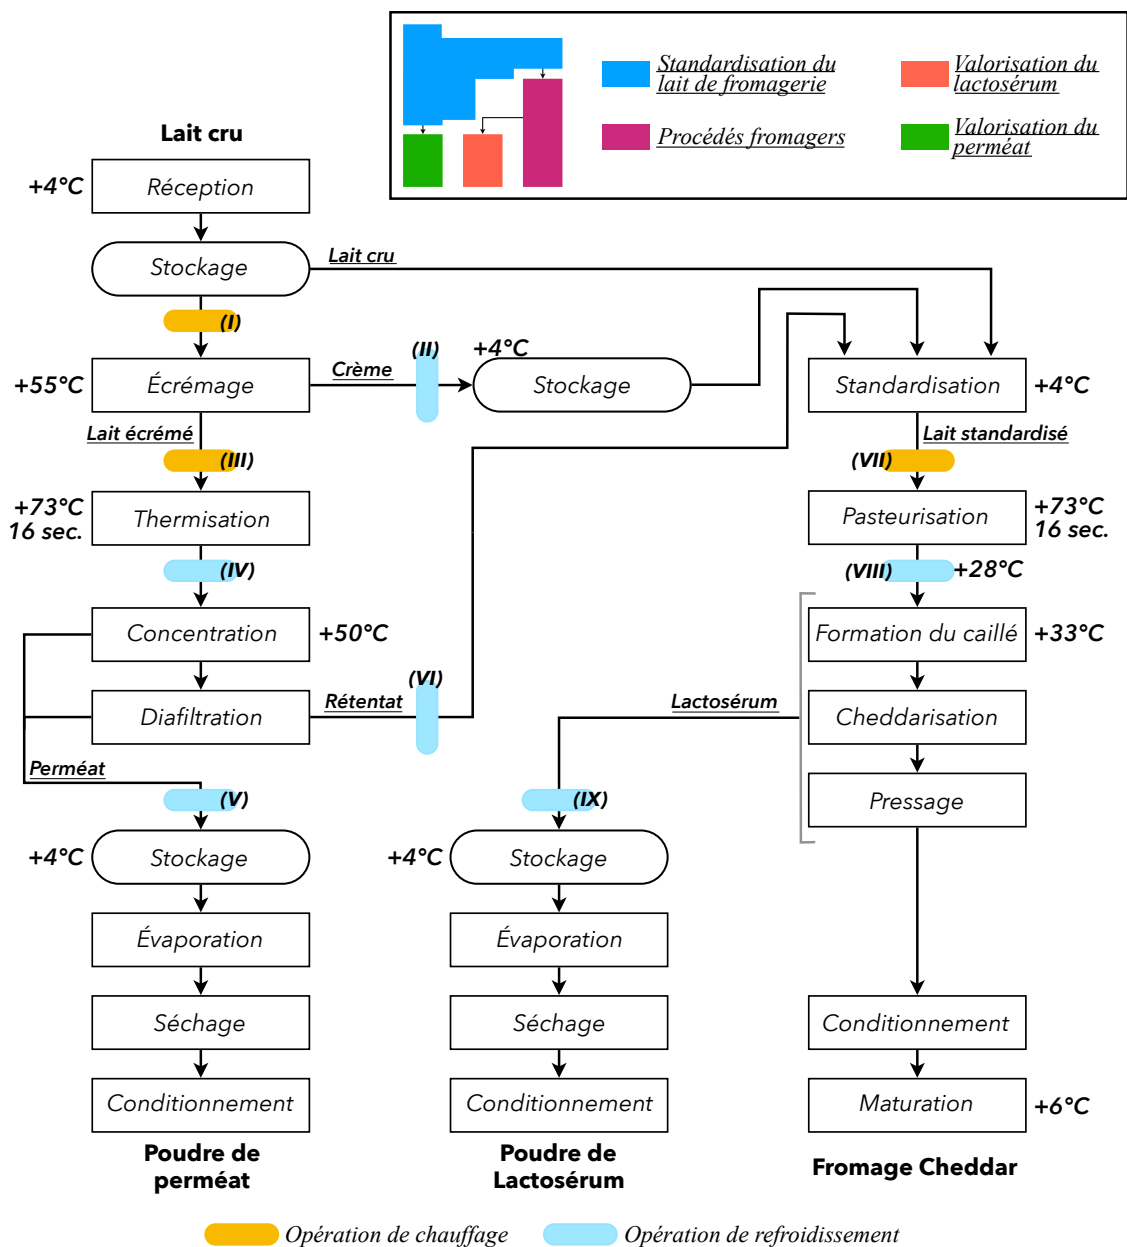 Standardisation du
lait de fromagerie
Valorisation du
lactosérum
Procédés fromagers
Valorisation du
perméat
Lait cru
+4°C
Réception
Stockage
Lait cru
(I)
+55°C
Écrémage
Crème
(II)
+4°C
Stockage
Standardisation
+4°C
Lait écrémé
Lait standardisé
(III)
(VII)
+73°C
16 sec.
Thermisation
Pasteurisation
+73°C
16 sec.
(IV)
(VIII)
+28°C
Concentration
+50°C
Formation du caillé
+33°C
Diafiltration
Rétentat
(VI)
Lactosérum
Cheddarisation
Perméat
(V)
(IX)
Pressage
+4°C
Stockage
+4°C
Stockage
Évaporation
Évaporation
Séchage
Séchage
Conditionnement
Conditionnement
Conditionnement
Maturation
+6°C
Poudre de
perméat
Poudre de
Lactosérum
Fromage Cheddar
Opération de chauffage
Opération de refroidissement